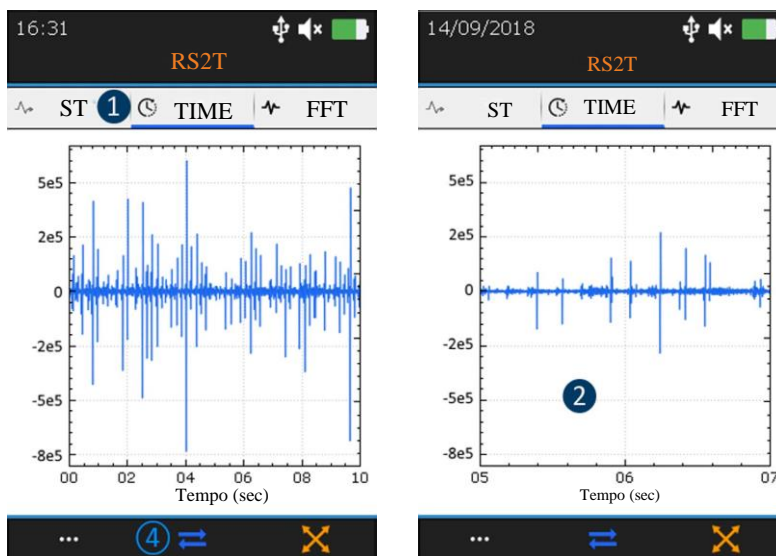 16:31
RS2T
ST 1 TIME FFT
5e5
2e5
0
-2e5
-5e5
-8e5
00 02 04 06 08 10
Tempo (sec)
... 4
14/09/2018
RS2T
ST TIME FFT
5e5
2e5
0
-2e5
-5e5
-8e5
2
05 06 07
Tempo (sec)
...